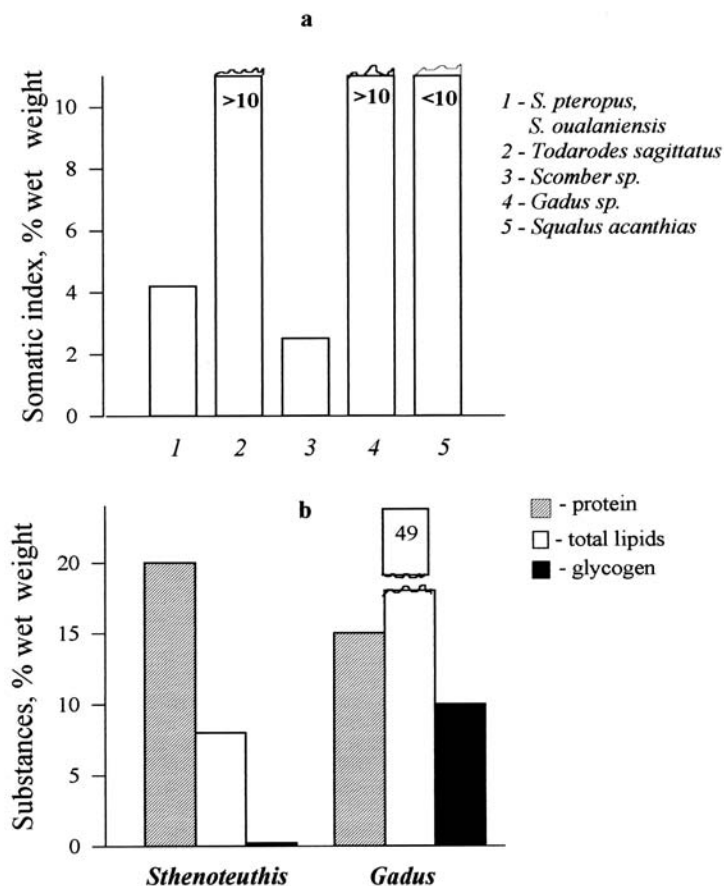 a
Somatic index, % wet weight
10
8
6
4
2
0
>10
>10
<10
1
2
3
4
5
1 - S. pteropus,
S. oualaniensis
2 - Todarodes sagittatus
3 - Scomber sp.
4 - Gadus sp.
5 - Squalus acanthias
b
Substances, % wet weight
20
15
10
5
0
49
Sthenoteuthis
Gadus
- protein
- total lipids
- glycogen